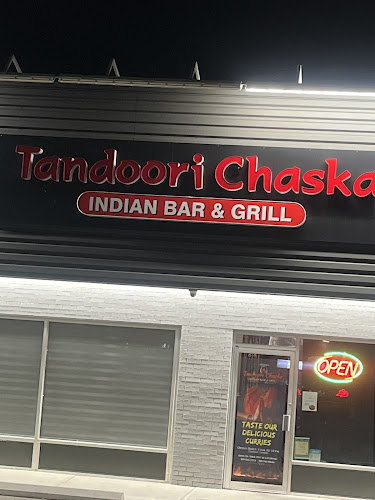 Tandoori Chaska
INDIAN BAR & GRILL
OPEN
TASTE OUR
DELICIOUS
CURRIES